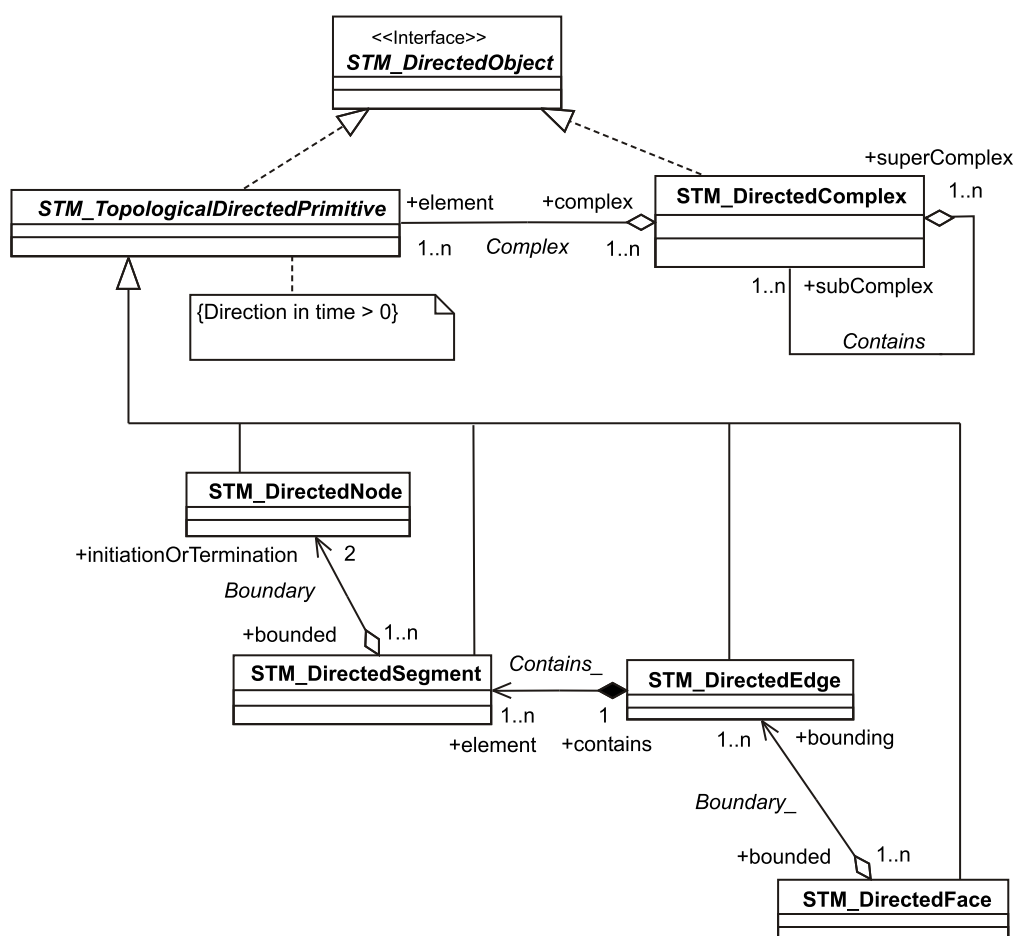 <<Interface>>
STM_DirectedObject
+superComplex
1..n
STM_TopologicalDirectedPrimitive
+element
+complex
STM_DirectedComplex
1..n
Complex
1..n
1..n
+subComplex
{Direction in time > 0}
Contains
STM_DirectedNode
+initiationOrTermination
2
Boundary
+bounded
1..n
STM_DirectedSegment
Contains_
STM_DirectedEdge
1..n
1
+element
+contains
1..n
+bounding
Boundary_
+bounded
1..n
STM_DirectedFace